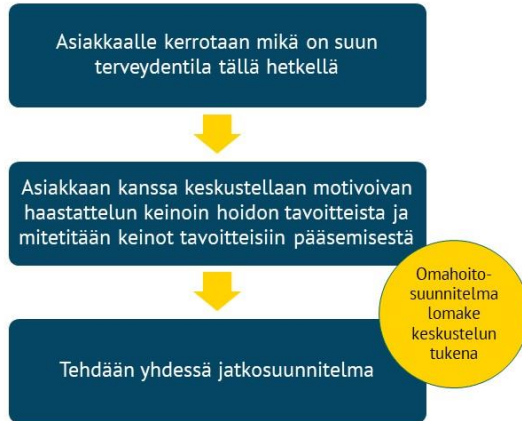 Asiakkaalle kerrotaan mikä on suun
terveydentila tällä hetkellä
Asiakkaan kanssa keskustellaan motivoivan
haastattelun keinoin hoidon tavoitteista ja
mitetitään keinot tavoitteisiin pääsemisestä
Omahoito-
suunnitelma
lomake
keskustelun
tukena
Tehdään yhdessä jatkosuunnitelma